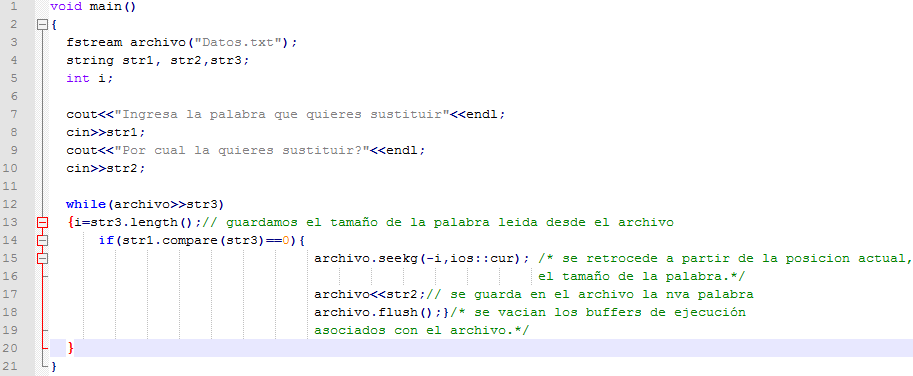 1 void main()
2 {
3 fstream archivo("Datos.txt");
4 string str1, str2,str3;
5 int i;
6
7 cout<<"Ingresa la palabra que quieres sustituir"<<endl;
8 cin>>str1;
9 cout<<"Por cual la quieres sustituir?"<<endl;
10 cin>>str2;
11
12 while(archivo>>str3)
13 {i=str3.length();// guardamos el tamaño de la palabra leida desde el archivo
14 if(str1.compare(str3)==0){
15 archivo.seekg(-i,ios::cur); /* se retrocede a partir de la posicion actual,
16 el tamaño de la palabra.*/
17 archivo<<str2;// se guarda en el archivo la nva palabra
18 archivo.flush();}/* se vacian los buffers de ejecución
19 asociados con el archivo.*/
20 }
21 }